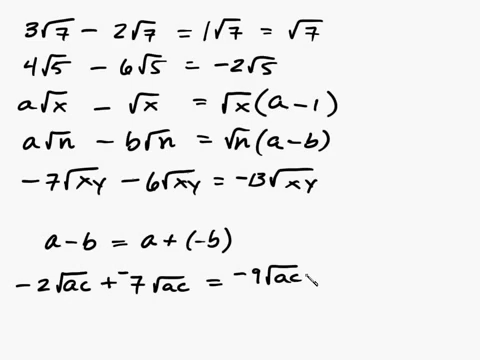 3√7 − 2√7 = 1√7 = √7
4√5 − 6√5 = −2√5
a√x − √x = √x(a−1)
a√n − b√n = √n(a−b)
−7√xy − 6√xy = −13√xy
a−b = a+(−b)
−2√ac + ⁻7√ac = −9√ac